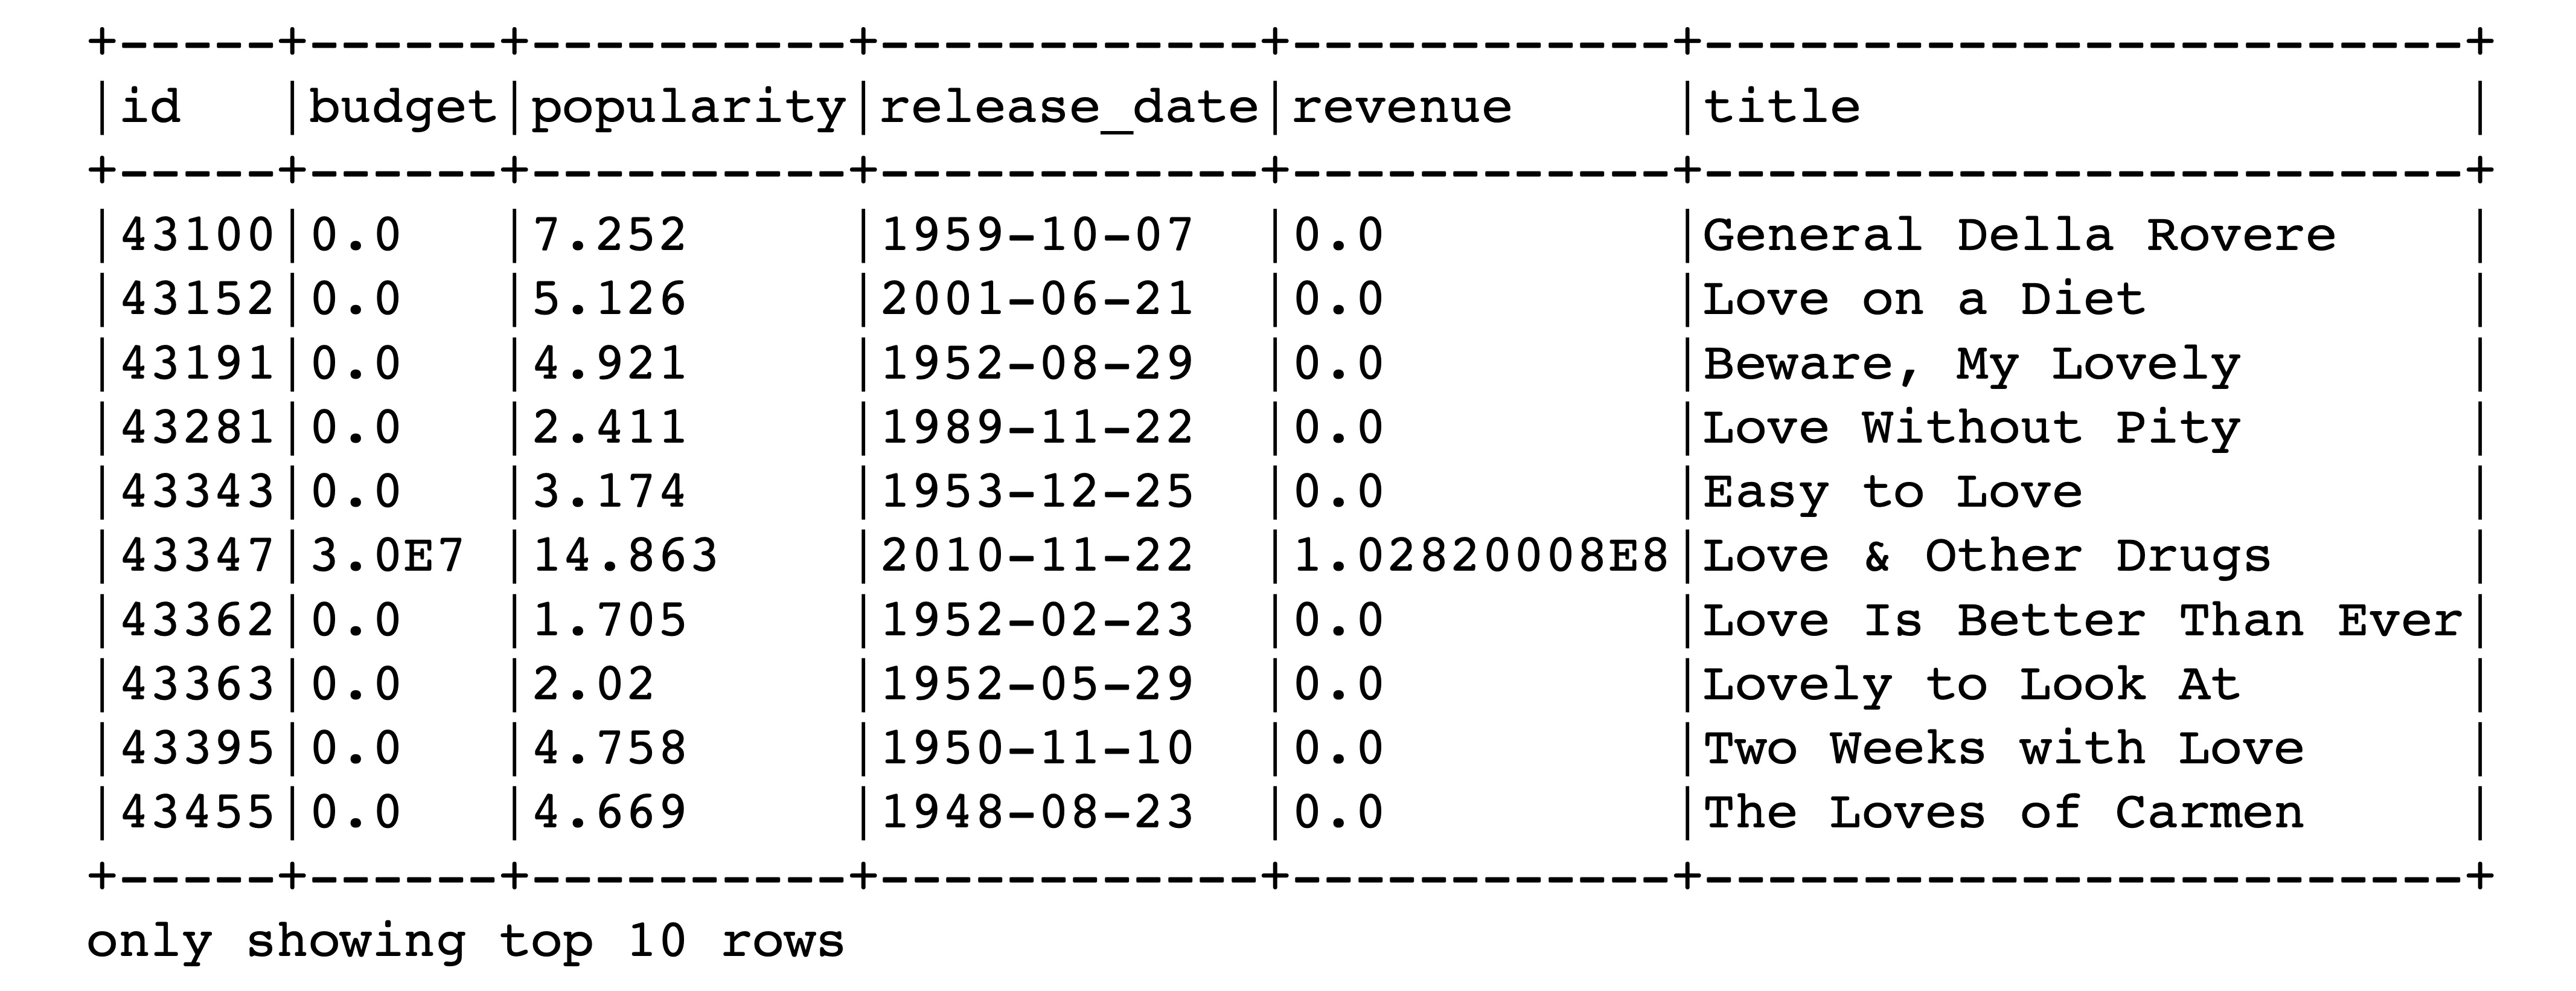 +-----+------+----------+------------+------------+------------------------+
|id   |budget|popularity|release_date|revenue     |title                   |
+-----+------+----------+------------+------------+------------------------+
|43100|0.0   |7.252     |1959-10-07  |0.0         |General Della Rovere    |
|43152|0.0   |5.126     |2001-06-21  |0.0         |Love on a Diet          |
|43191|0.0   |4.921     |1952-08-29  |0.0         |Beware, My Lovely       |
|43281|0.0   |2.411     |1989-11-22  |0.0         |Love Without Pity       |
|43343|0.0   |3.174     |1953-12-25  |0.0         |Easy to Love            |
|43347|3.0E7 |14.863    |2010-11-22  |1.02820008E8|Love & Other Drugs      |
|43362|0.0   |1.705     |1952-02-23  |0.0         |Love Is Better Than Ever|
|43363|0.0   |2.02      |1952-05-29  |0.0         |Lovely to Look At       |
|43395|0.0   |4.758     |1950-11-10  |0.0         |Two Weeks with Love     |
|43455|0.0   |4.669     |1948-08-23  |0.0         |The Loves of Carmen     |
+-----+------+----------+------------+------------+------------------------+
only showing top 10 rows